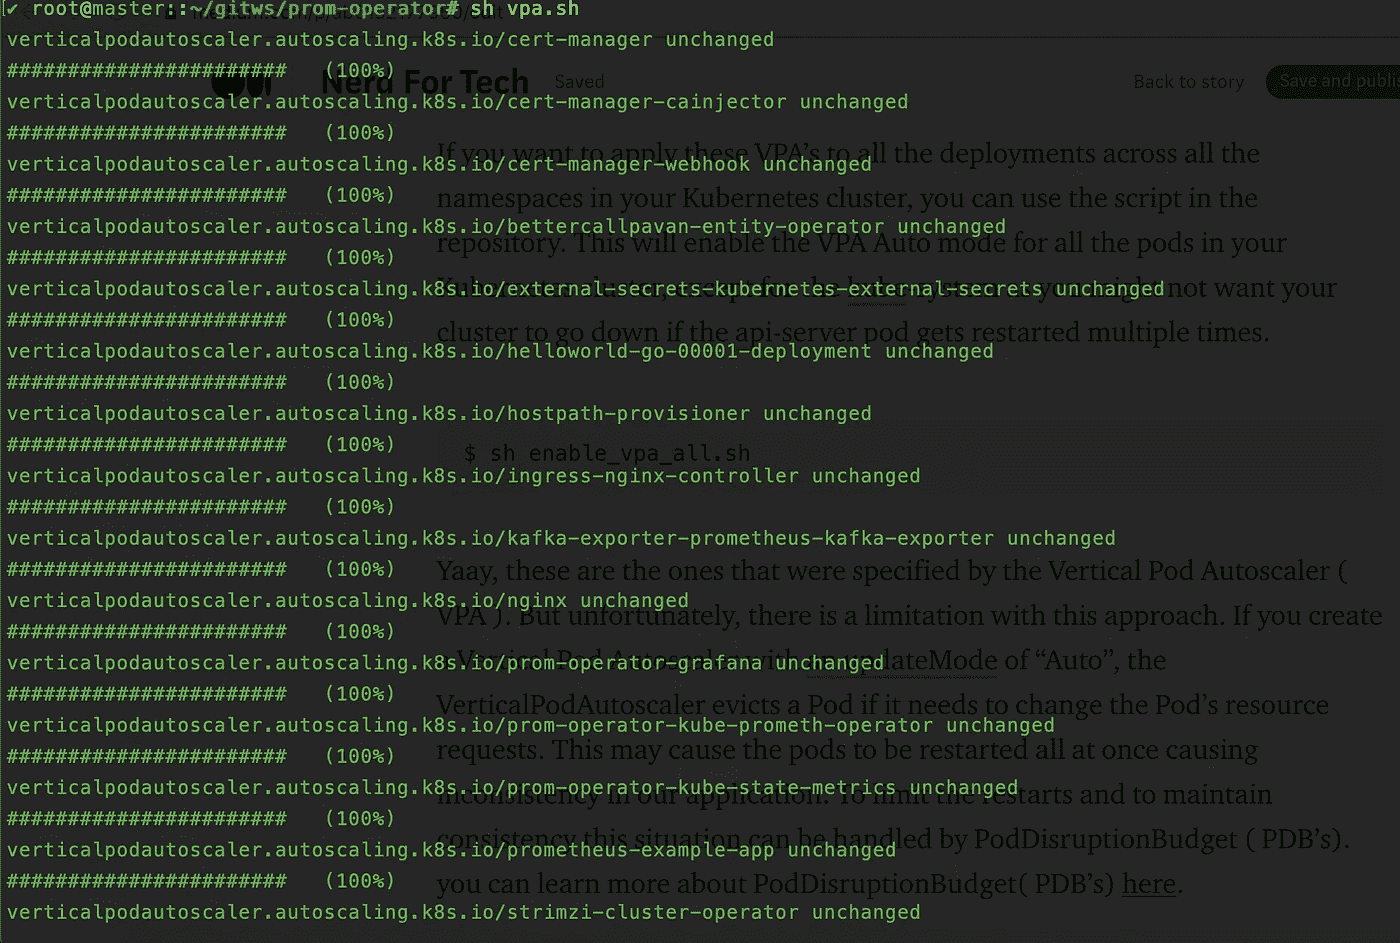 ✔ root@master::~/gitws/prom-operator# sh vpa.sh
verticalpodautoscaler.autoscaling.k8s.io/cert-manager unchanged
####################### (100%)
Nerd For Tech Saved Back to story Save and publis
verticalpodautoscaler.autoscaling.k8s.io/cert-manager-cainjector unchanged
####################### (100%)
If you want to apply these VPA's to all the deployments across all the
verticalpodautoscaler.autoscaling.k8s.io/cert-manager-webhook unchanged
####################### (100%)
namespaces in your Kubernetes cluster, you can use the script in the
verticalpodautoscaler.autoscaling.k8s.io/bettercallpavan-entity-operator unchanged
repository. This will enable the VPA Auto mode for all the pods in your
####################### (100%)
verticalpodautoscaler.autoscaling.k8s.io/external-secrets-kubernetes-external-secrets unchanged
not want your
####################### (100%)
cluster to go down if the api-server pod gets restarted multiple times.
verticalpodautoscaler.autoscaling.k8s.io/helloworld-go-00001-deployment unchanged
####################### (100%)
verticalpodautoscaler.autoscaling.k8s.io/hostpath-provisioner unchanged
####################### (100%)
$ sh enable_vpa_all.sh
verticalpodautoscaler.autoscaling.k8s.io/ingress-nginx-controller unchanged
####################### (100%)
verticalpodautoscaler.autoscaling.k8s.io/kafka-exporter-prometheus-kafka-exporter unchanged
####################### (100%)
Yaay, these are the ones that were specified by the Vertical Pod Autoscaler (
verticalpodautoscaler.autoscaling.k8s.io/nginx unchanged
VPA ). But unfortunately, there is a limitation with this approach. If you create
####################### (100%)
verticalpodautoscaler.autoscaling.k8s.io/prom-operator-grafana unchanged
a Vertical Pod Autoscaler with an updateMode of “Auto”, the
####################### (100%)
VerticalPodAutoscaler evicts a Pod if it needs to change the Pod's resource
verticalpodautoscaler.autoscaling.k8s.io/prom-operator-kube-prometh-operator unchanged
requests. This may cause the pods to be restarted all at once causing
####################### (100%)
verticalpodautoscaler.autoscaling.k8s.io/prom-operator-kube-state-metrics unchanged
inconsistency in our application. To limit the restarts and to maintain
####################### (100%)
consistency this situation can be handled by PodDisruptionBudget ( PDB's).
verticalpodautoscaler.autoscaling.k8s.io/prometheus-example-app unchanged
####################### (100%)
you can learn more about PodDisruptionBudget( PDB's) here.
verticalpodautoscaler.autoscaling.k8s.io/strimzi-cluster-operator unchanged